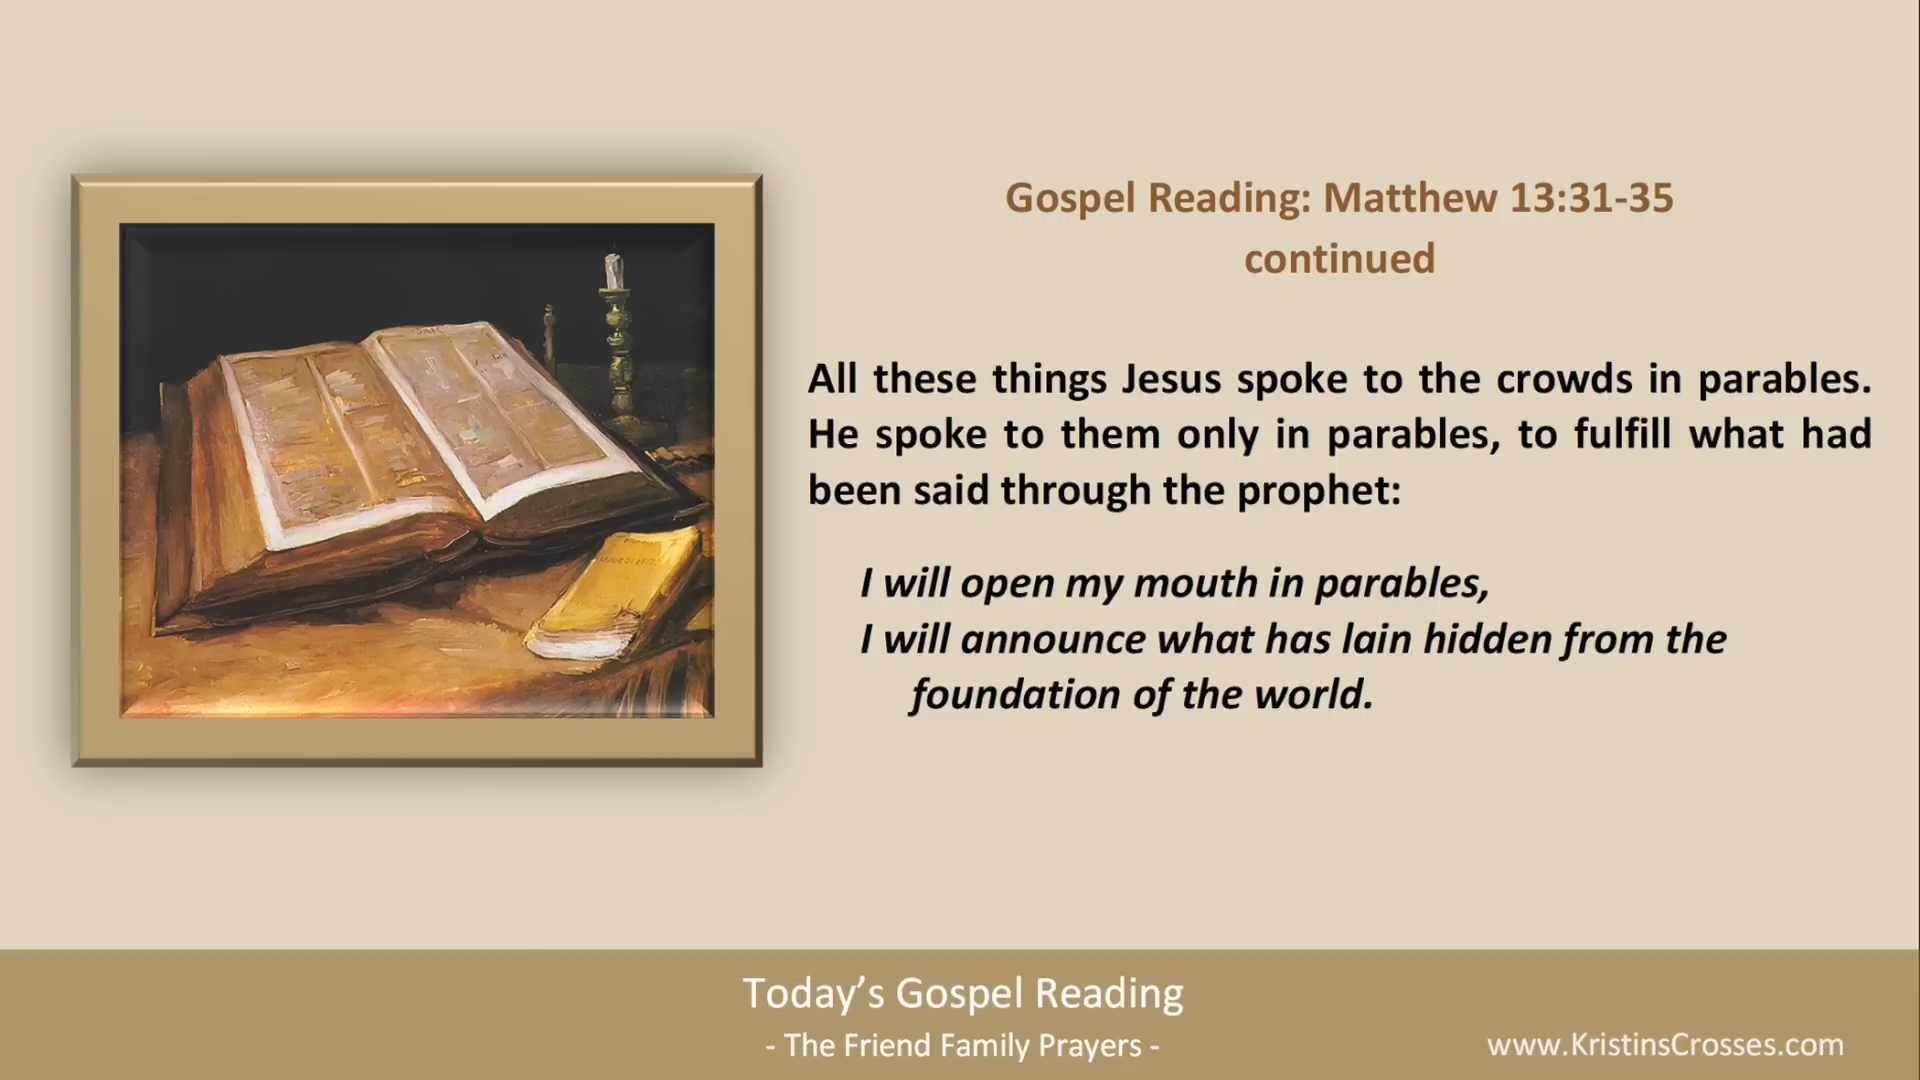 Gospel Reading: Matthew 13:31-35
continued
All these things Jesus spoke to the crowds in parables.
He spoke to them only in parables, to fulfill what had
been said through the prophet:
I will open my mouth in parables,
I will announce what has lain hidden from the
foundation of the world.
Today’s Gospel Reading
- The Friend Family Prayers -
www.KristinsCrosses.com